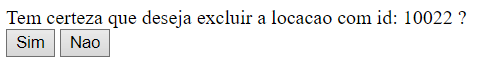 Tem certeza que deseja excluir a locacao com id: 10022 ?
Sim Nao